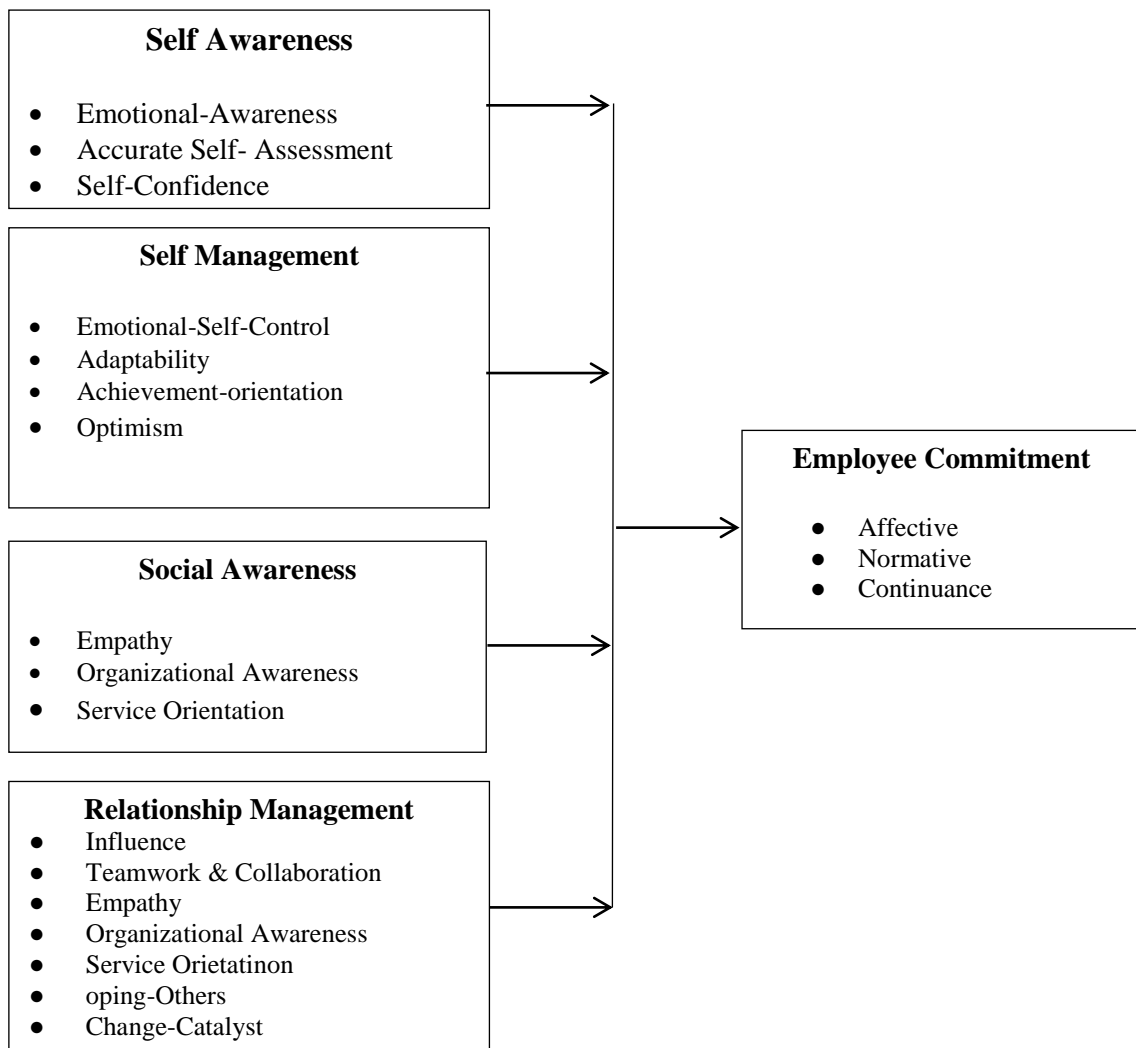 Self Awareness
● Emotional-Awareness
● Accurate Self- Assessment
● Self-Confidence
Self Management
● Emotional-Self-Control
● Adaptability
● Achievement-orientation
● Optimism
Social Awareness
● Empathy
● Organizational Awareness
● Service Orientation
Relationship Management
● Influence
● Teamwork & Collaboration
● Empathy
● Organizational Awareness
● Service Orietatinon
● oping-Others
● Change-Catalyst
Employee Commitment
● Affective
● Normative
● Continuance